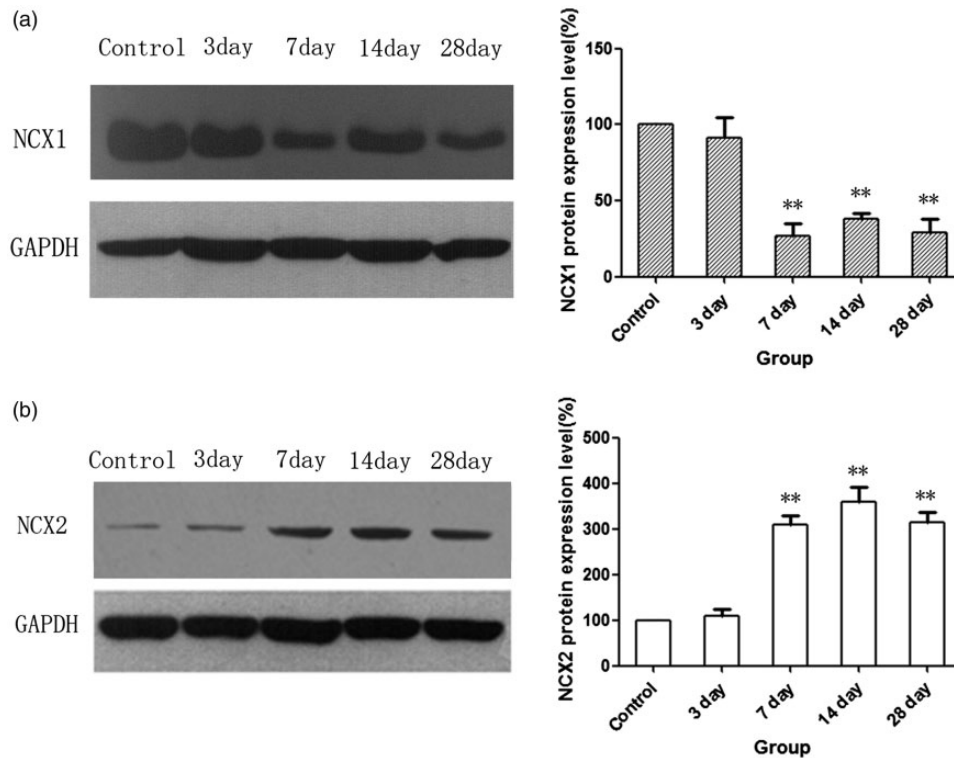 (a)
Control 3day 7day 14day 28day
NCX1
GAPDH
NCX1 protein expression level(%)
150
100
50
0
**
**
**
Control
3 day
7 day
14 day
28 day
Group
(b)
Control 3day 7day 14day 28day
NCX2
GAPDH
NCX2 protein expression level(%)
500
400
300
200
100
0
**
**
**
Control
3 day
7 day
14 day
28 day
Group